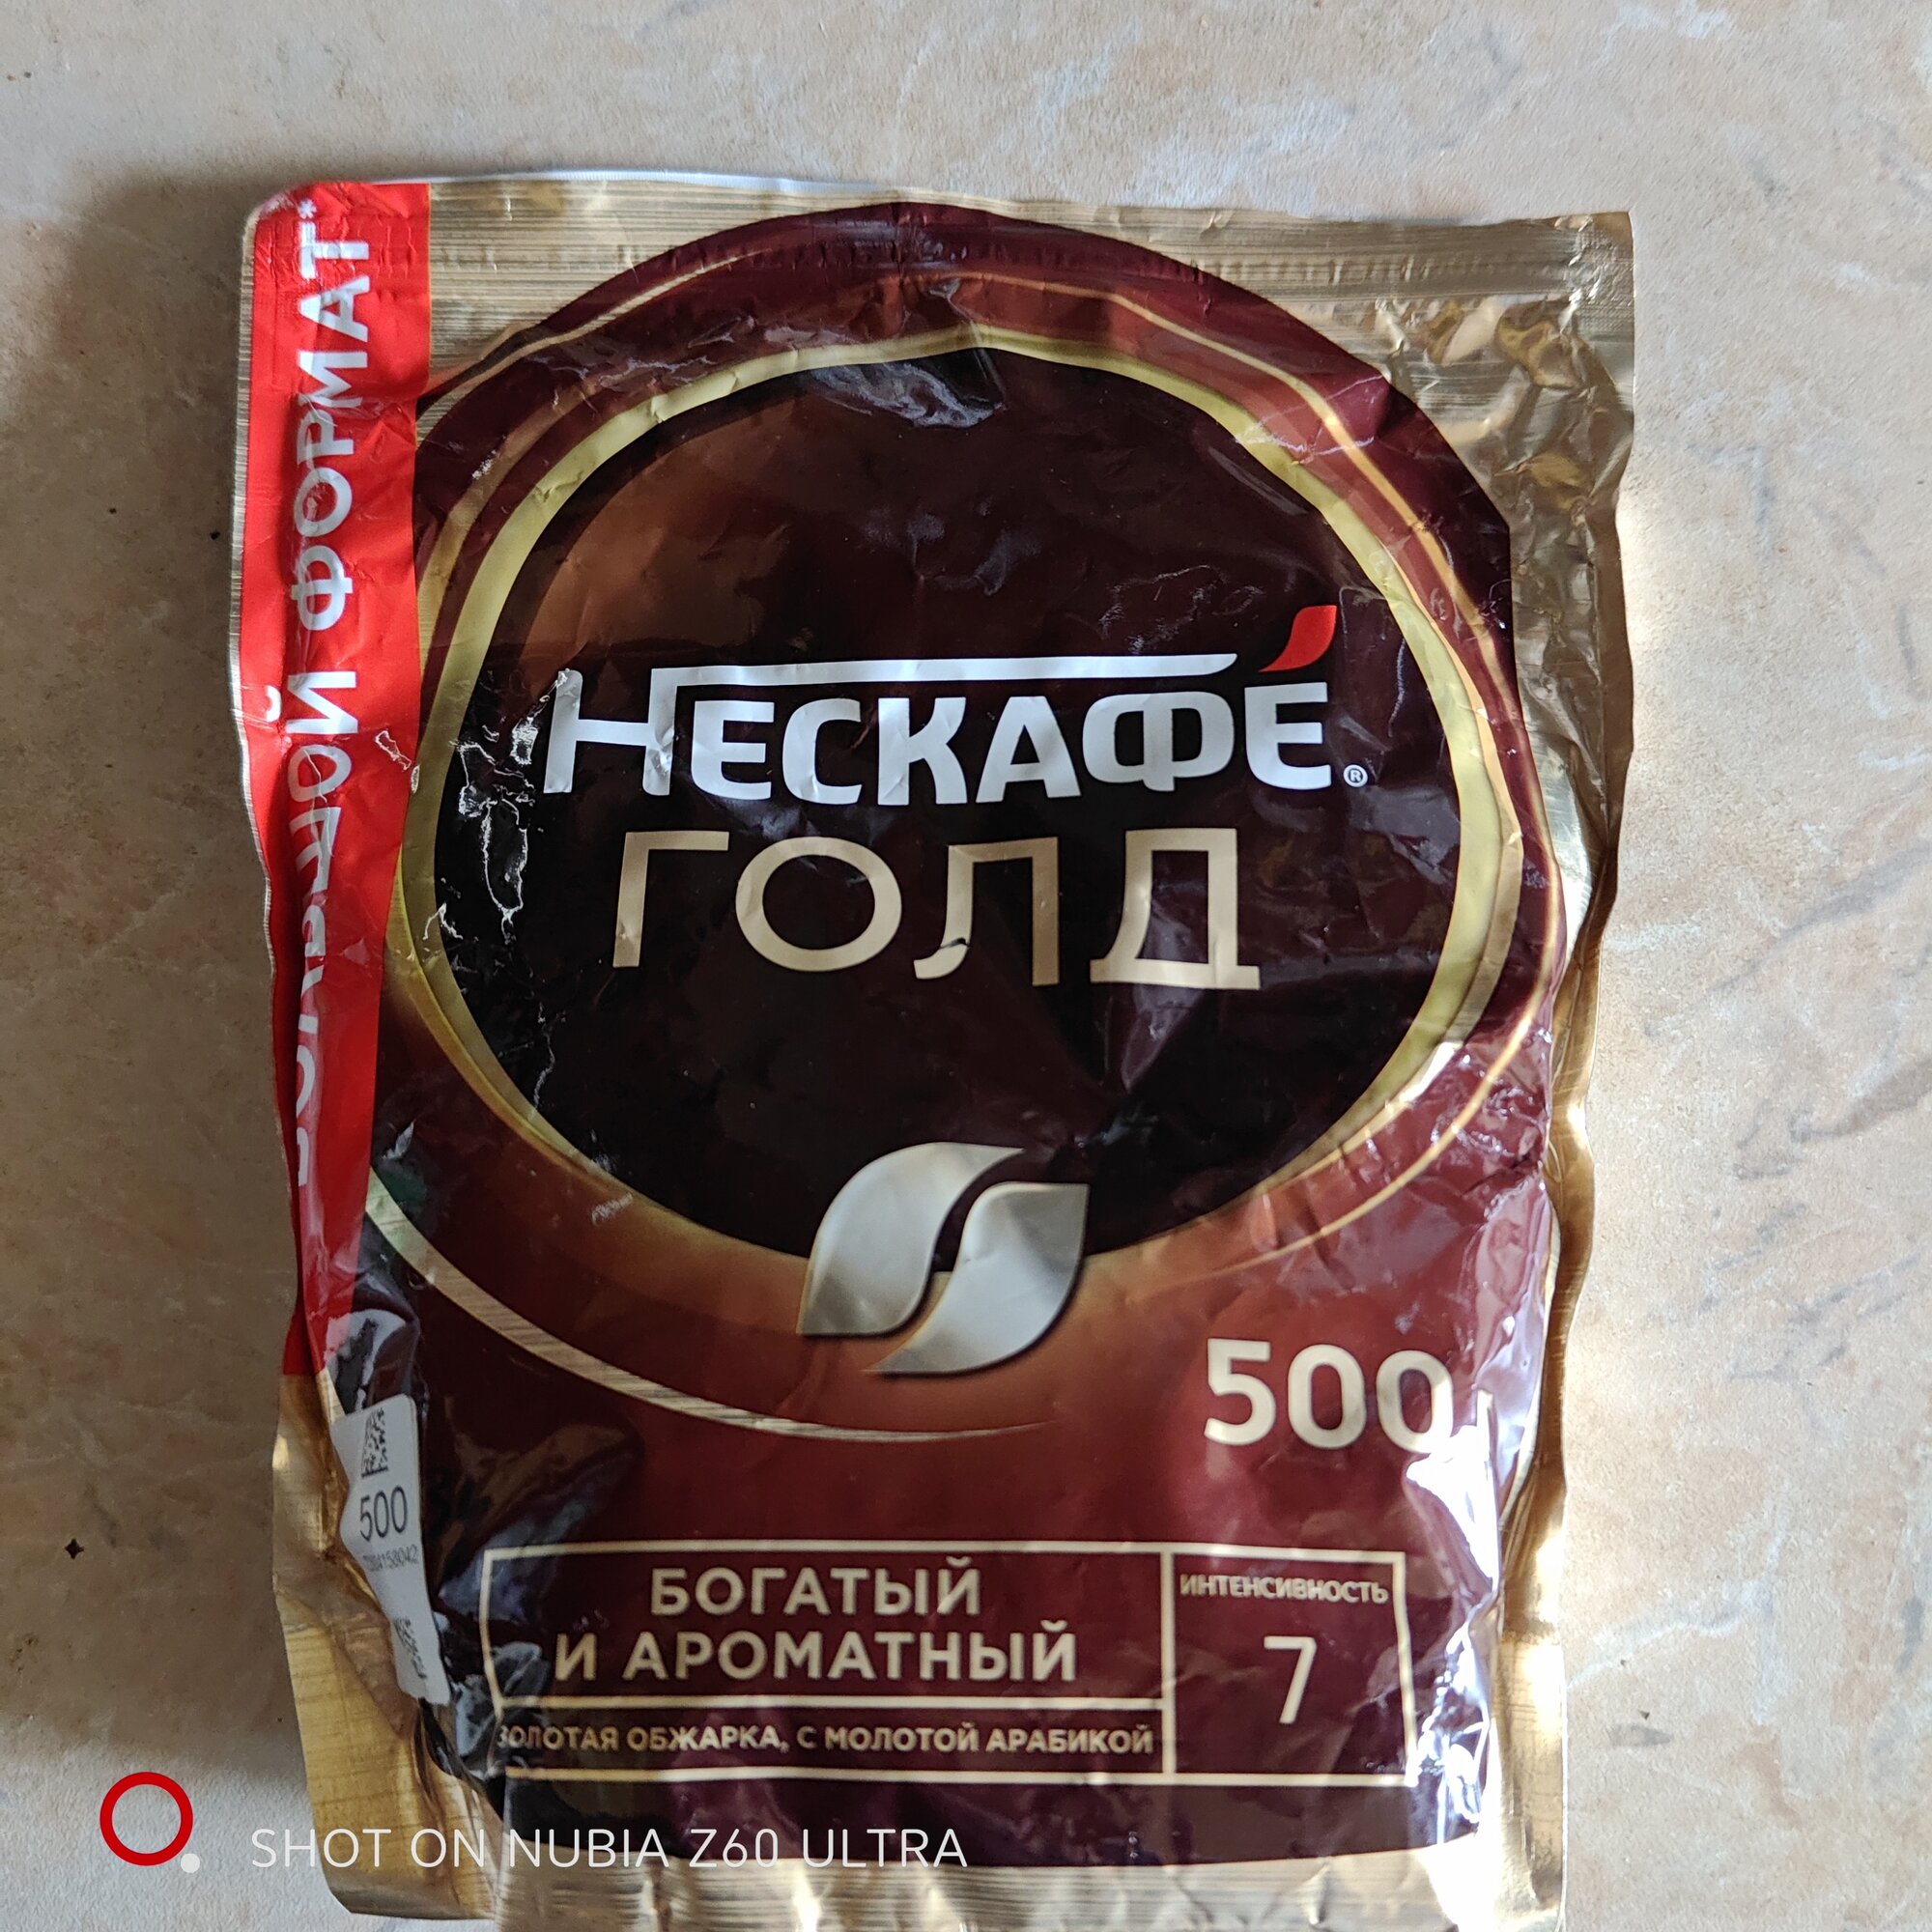 БОЛЬШОЙ ФОРМАТ*
НЕСКАФЕ́®
ГОЛД
500
500
БОГАТЫЙ
И АРОМАТНЫЙ
ИНТЕНСИВНОСТЬ
7
ЗОЛОТАЯ ОБЖАРКА, С МОЛОТОЙ АРАБИКОЙ
SHOT ON NUBIA Z60 ULTRA